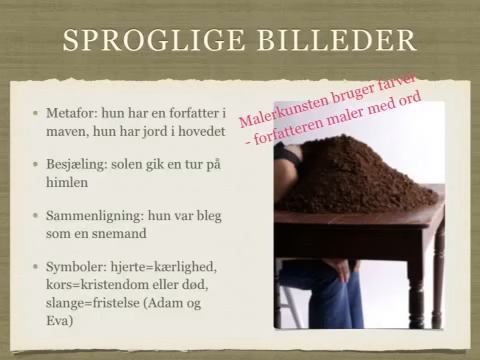 SPROGLIGE BILLEDER
Malerkunsten bruger farver
- forfatteren maler med ord
Metafor: hun har en forfatter i
maven, hun har jord i hovedet
Besjæling: solen gik en tur på
himlen
Sammenligning: hun var bleg
som en snemand
Symboler: hjerte=kærlighed,
kors=kristendom eller død,
slange=fristelse (Adam og
Eva)